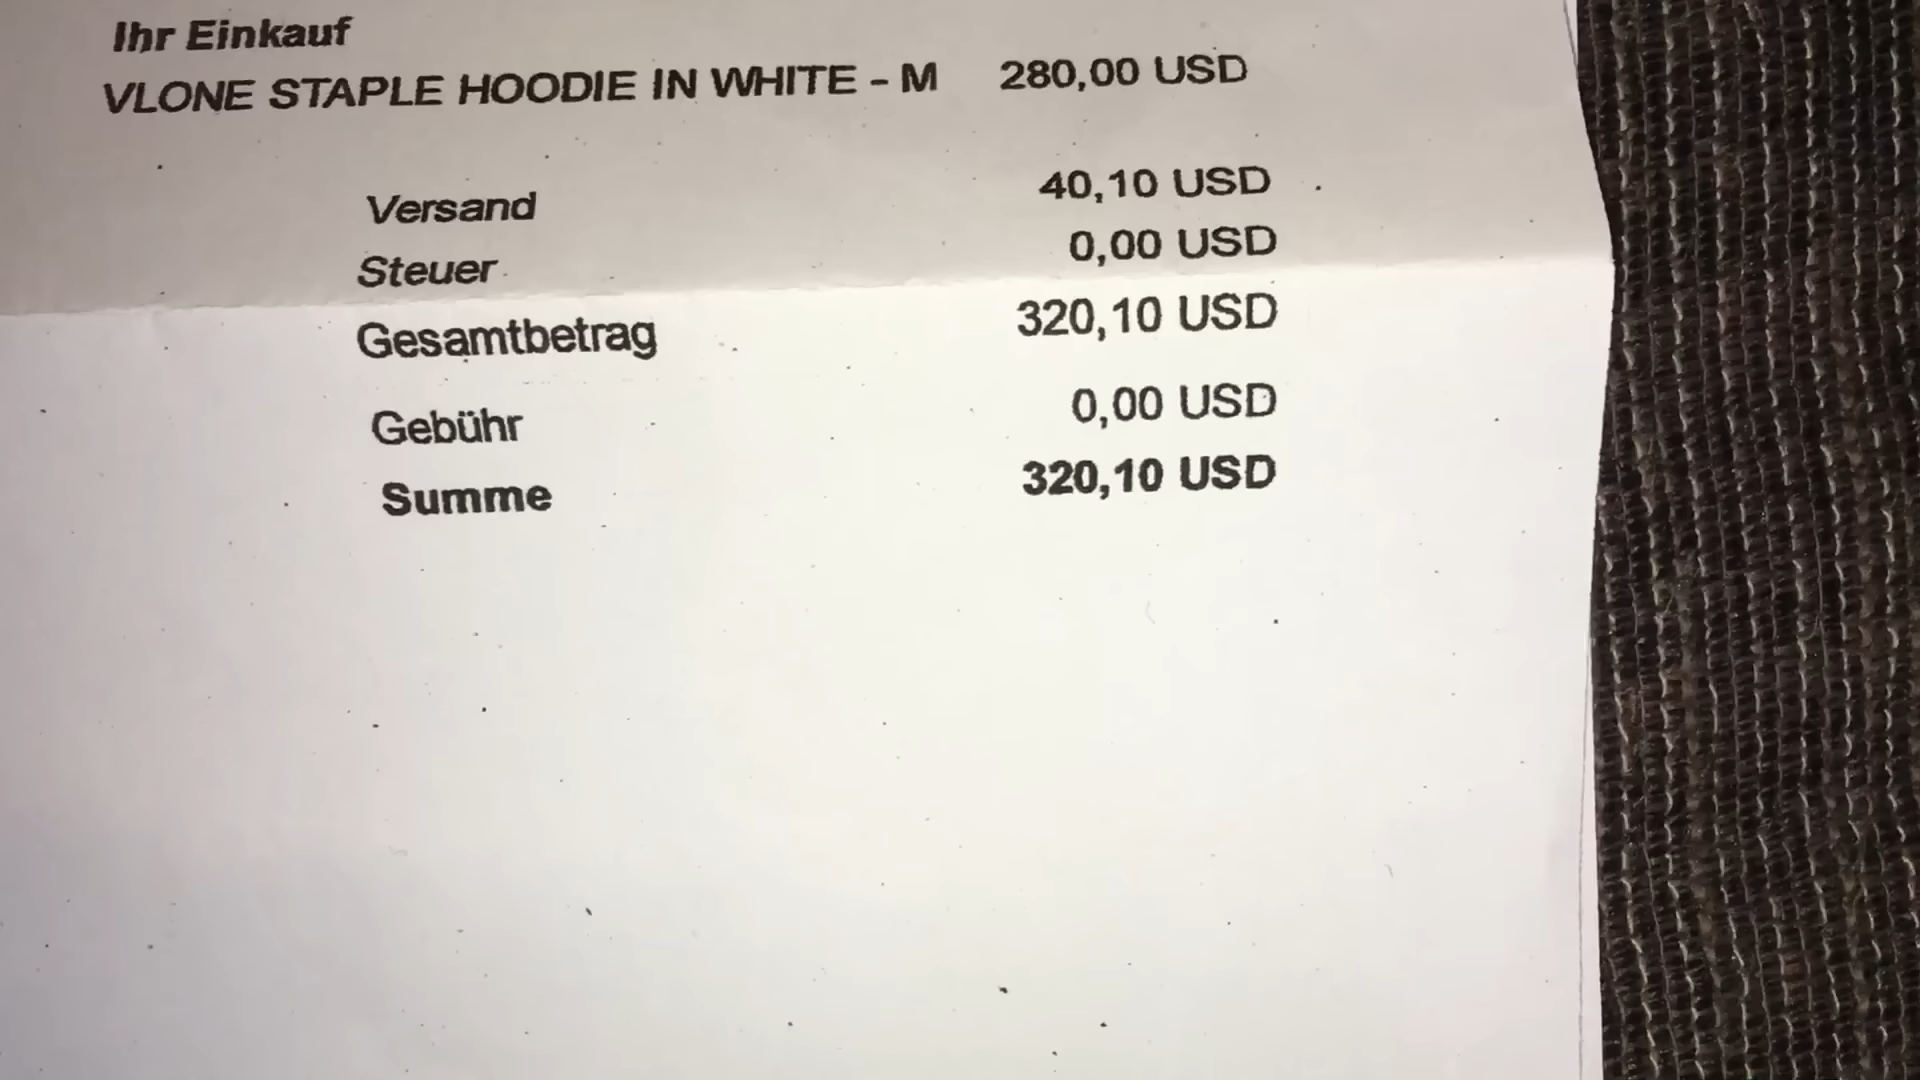 Ihr Einkauf
VLONE STAPLE HOODIE IN WHITE - M 280,00 USD
Versand 40,10 USD
Steuer 0,00 USD
Gesamtbetrag 320,10 USD
Gebühr 0,00 USD
Summe 320,10 USD